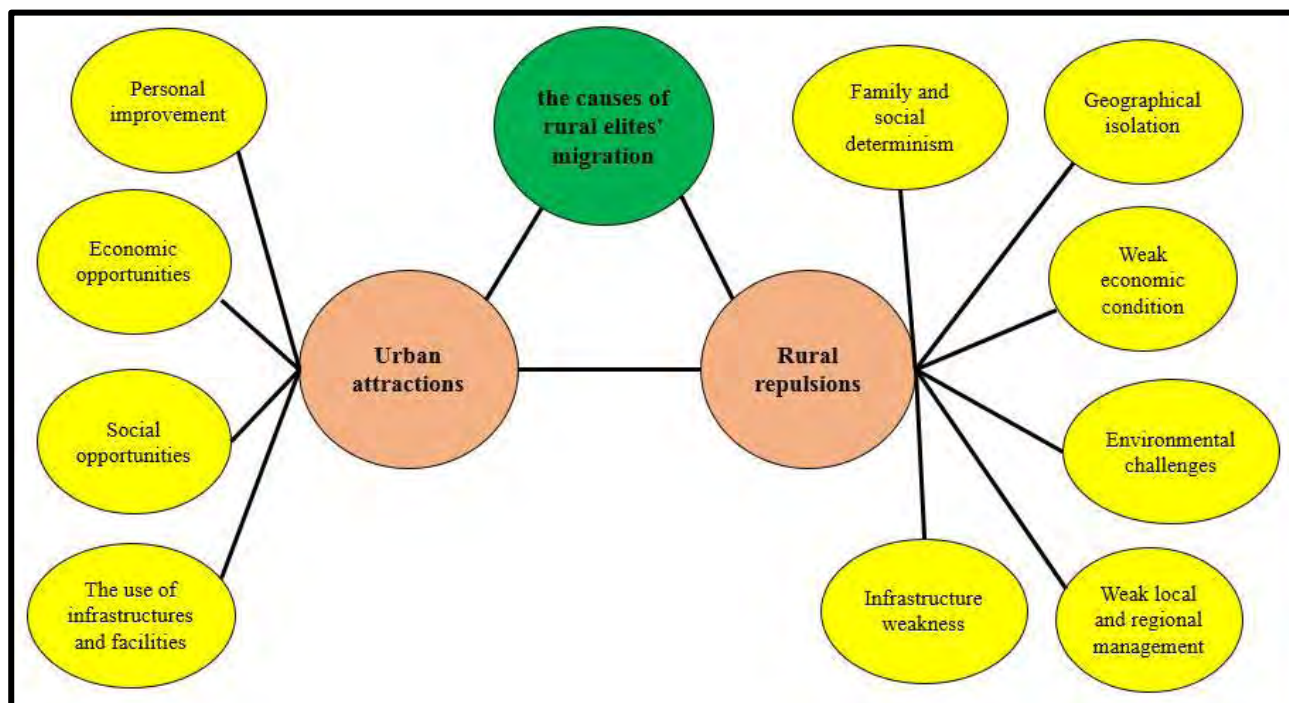 Personal
improvement
Economic
opportunities
Social
opportunities
The use of
infrastructures
and facilities
the causes of
rural elites'
migration
Urban
attractions
Rural
repulsions
Family and
social
determinism
Geographical
isolation
Weak
economic
condition
Environmental
challenges
Infrastructure
weakness
Weak local
and regional
management